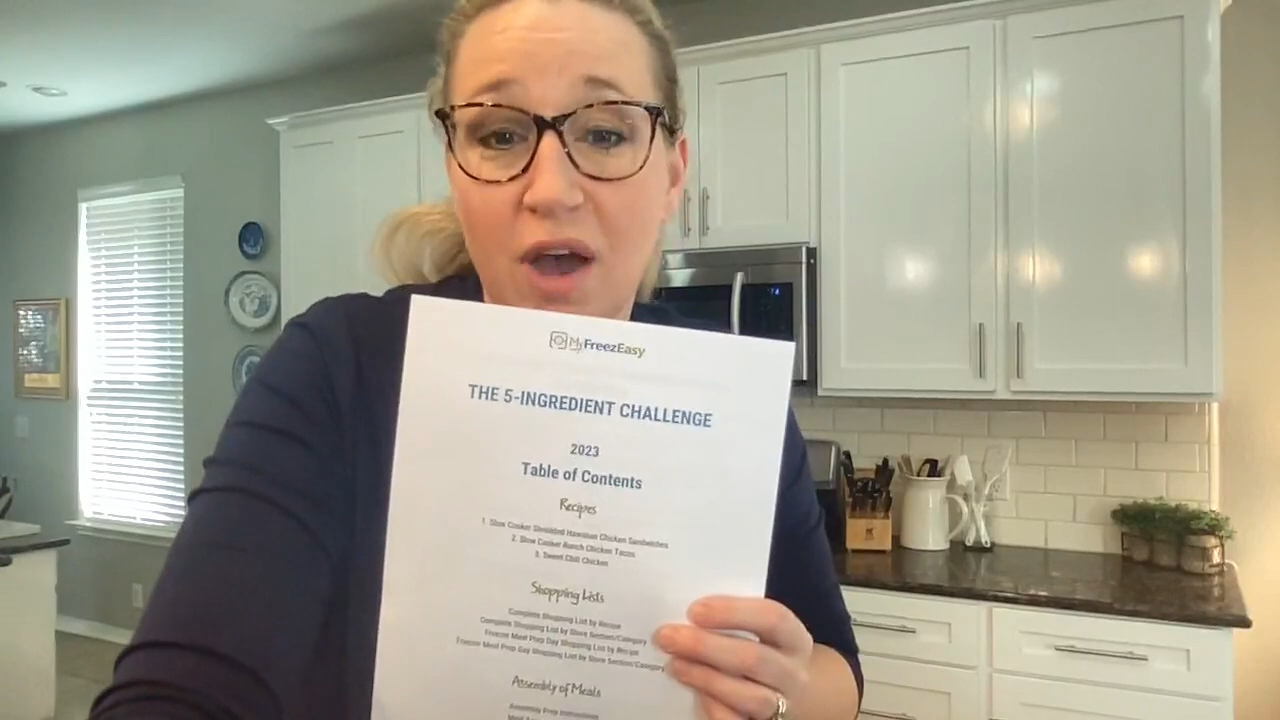 MyFreezEasy
THE 5-INGREDIENT CHALLENGE
2023
Table of Contents
Recipes
1. Slow Cooker Shredded Hawaiian Chicken Sandwiches
2. Slow Cooker Ranch Chicken Tacos
3. Sweet Chili Chicken
Shopping Lists
Complete Shopping List by Recipe
Complete Shopping List by Store Section/Category
Freezer Meal Prep Day Shopping List by Recipe
Freezer Meal Prep Day Shopping List by Store Section/Category
Assembly of Meals
Assembly Prep Instructions